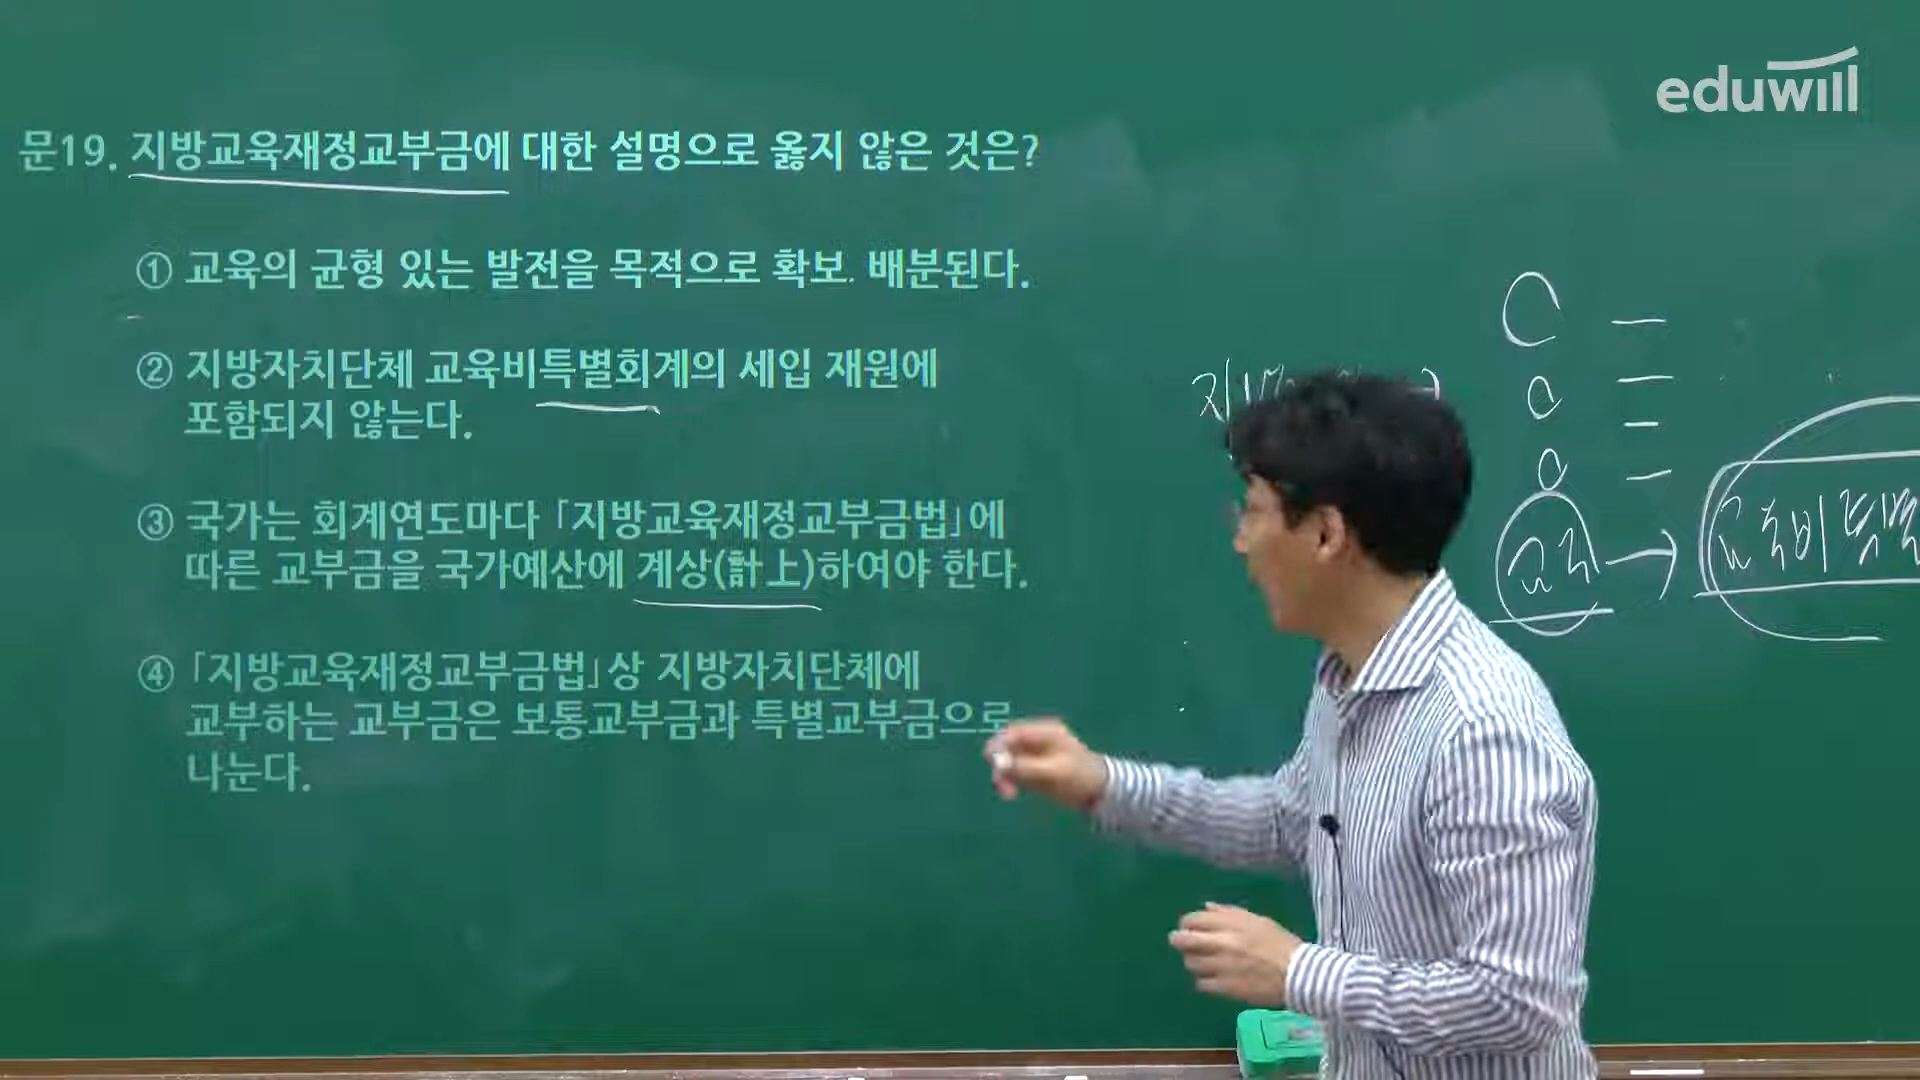 eduwill
문19. 지방교육재정교부금에 대한 설명으로 옳지 않은 것은?
① 교육의 균형 있는 발전을 목적으로 확보. 배분된다.
② 지방자치단체 교육비특별회계의 세입 재원에
포함되지 않는다.
③ 국가는 회계연도마다 「지방교육재정교부금법」에
따른 교부금을 국가예산에 계상(計上)하여야 한다.
④ 「지방교육재정교부금법」상 지방자치단체에
교부하는 교부금은 보통교부금과 특별교부금으로
나눈다.
교육비특별